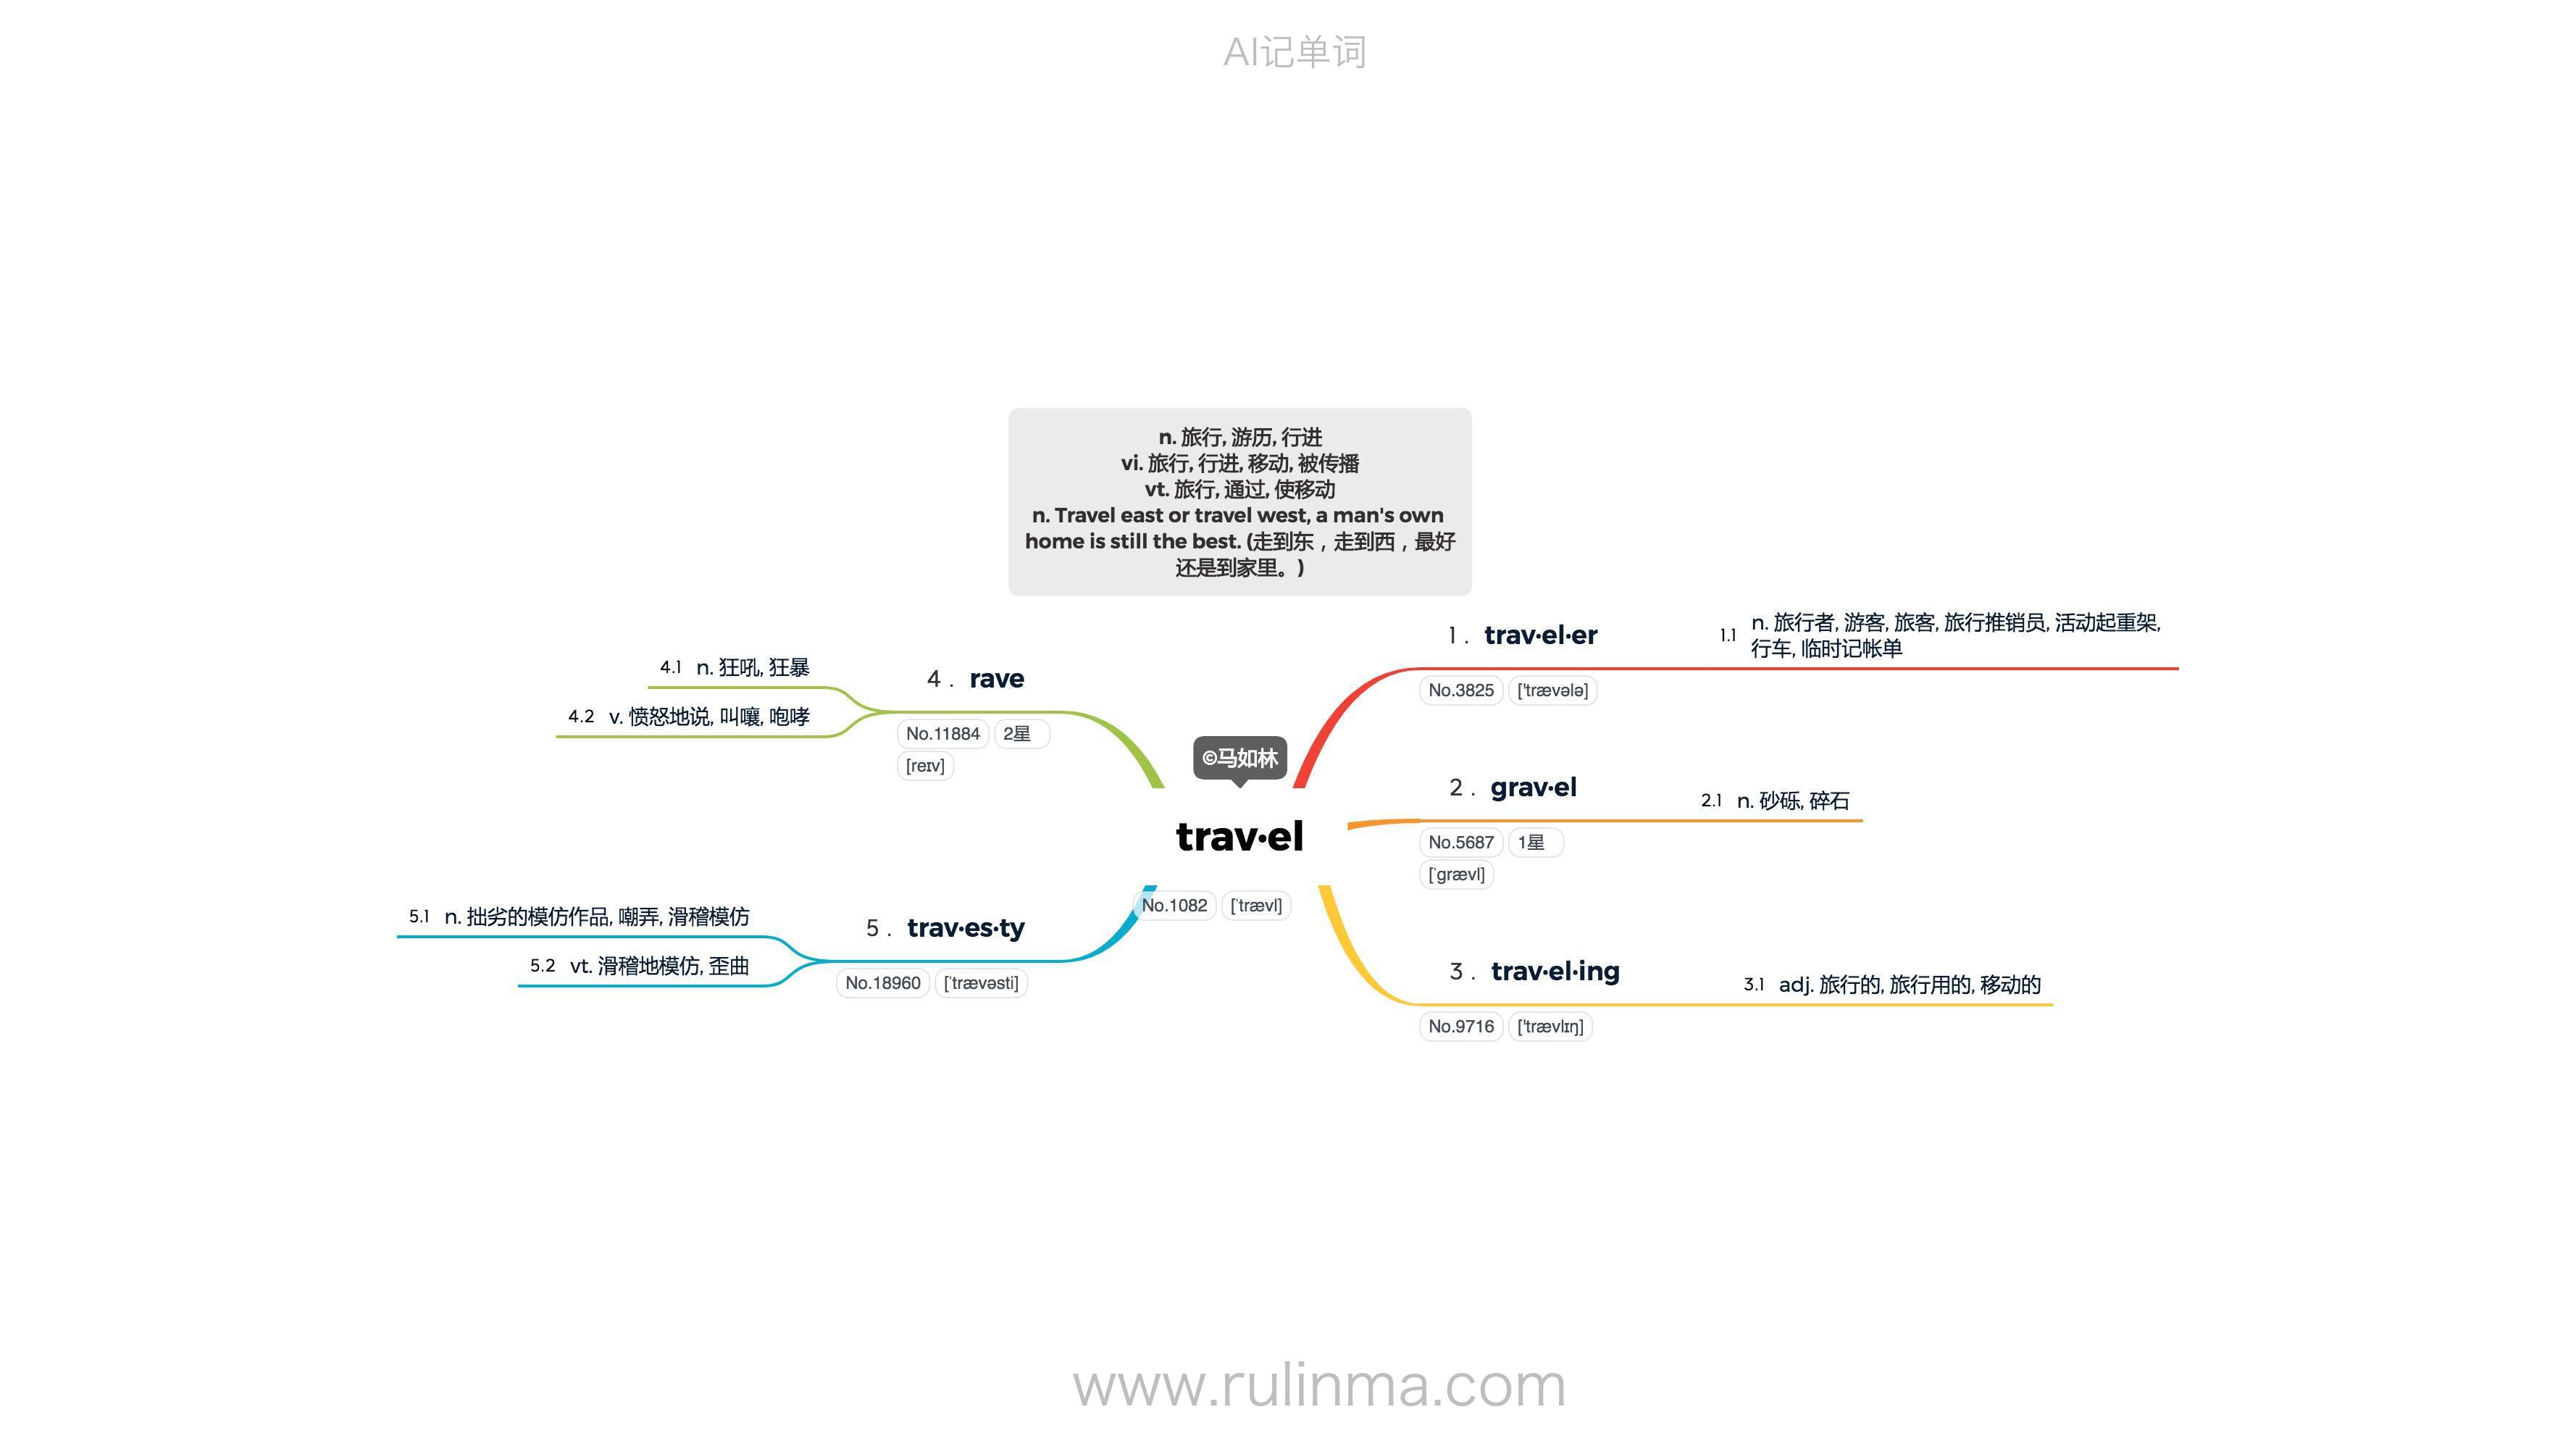 AI记单词
n. 旅行, 游历, 行进
vi. 旅行, 行进, 移动, 被传播
vt. 旅行, 通过, 使移动
n. Travel east or travel west, a man's own
home is still the best. (走到东，走到西，最好
还是到家里。)
©马如林
trav·el
No.1082 [ˈtrævl]
1 . trav·el·er
No.3825 ['trævələ]
1.1 n. 旅行者, 游客, 旅客, 旅行推销员, 活动起重架,
行车, 临时记帐单
2 . grav·el
No.5687 1星
[ˈɡrævl]
2.1 n. 砂砾, 碎石
3 . trav·el·ing
No.9716 ['trævlɪŋ]
3.1 adj. 旅行的, 旅行用的, 移动的
4 . rave
No.11884 2星
[reɪv]
4.1 n. 狂吼, 狂暴
4.2 v. 愤怒地说, 叫嚷, 咆哮
5 . trav·es·ty
No.18960 [ˈtrævəsti]
5.1 n. 拙劣的模仿作品, 嘲弄, 滑稽模仿
5.2 vt. 滑稽地模仿, 歪曲
www.rulinma.com